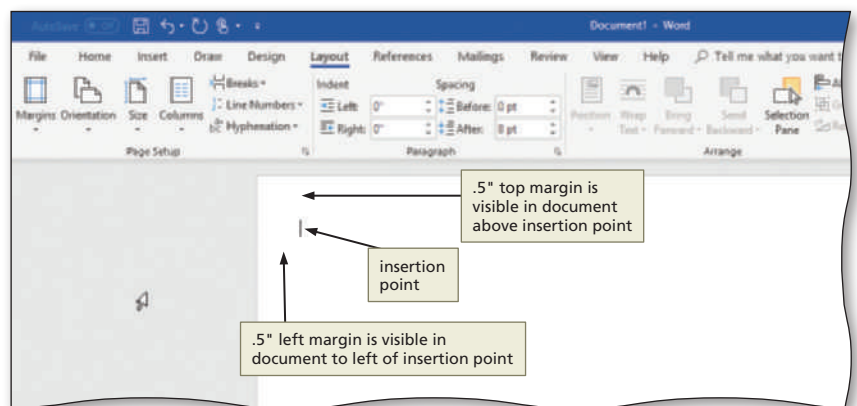 AutoSave Off Document1 - Word
File Home Insert Draw Design Layout References Mailings Review View Help Tell me what you want t
Breaks Indent Spacing
Line Numbers Left: 0" Before: 0 pt
Margins Orientation Size Columns Hyphenation Right: 0" After: 8 pt Position Wrap Text Bring Forward Send Backward Selection Pane
Page Setup Paragraph Arrange
.5" top margin is
visible in document
above insertion point
insertion
point
.5" left margin is visible in
document to left of insertion point